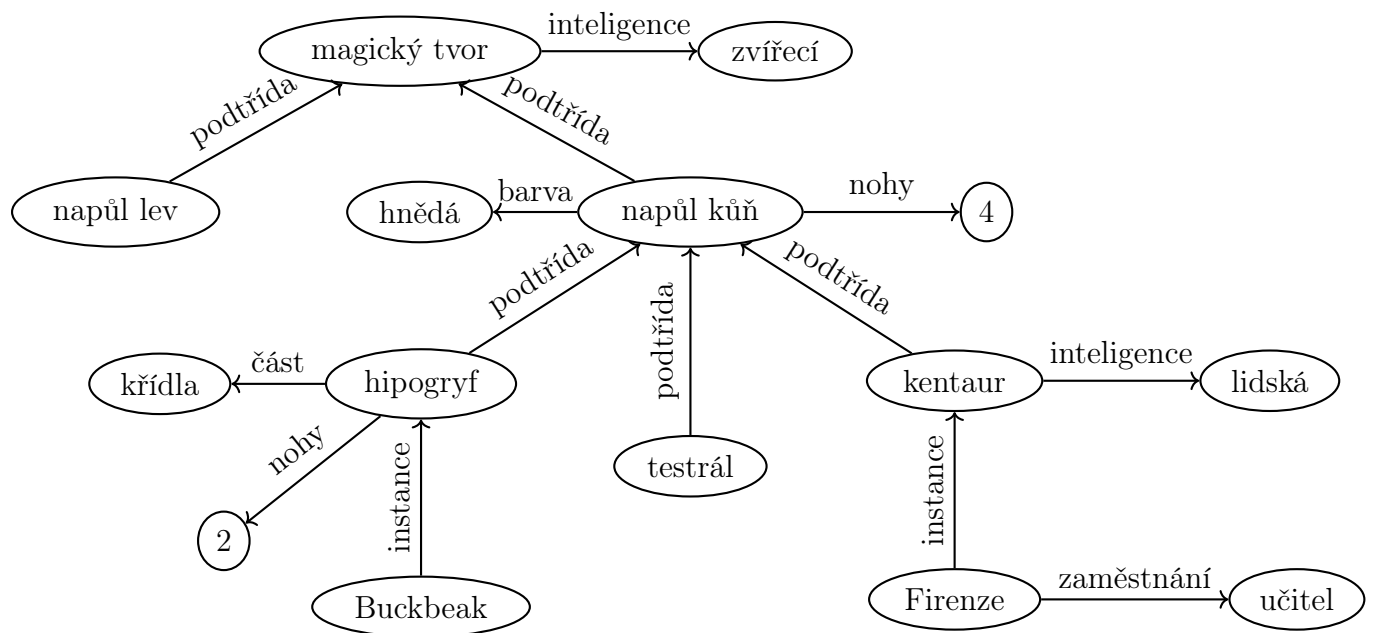 magický tvor
inteligence
zvířecí
podtřída
podtřída
napůl lev
hnědá
barva
napůl kůň
nohy
4
podtřída
podtřída
podtřída
křídla
část
hipogryf
kentaur
inteligence
lidská
nohy
instance
testrál
instance
2
Buckbeak
Firenze
zaměstnání
učitel